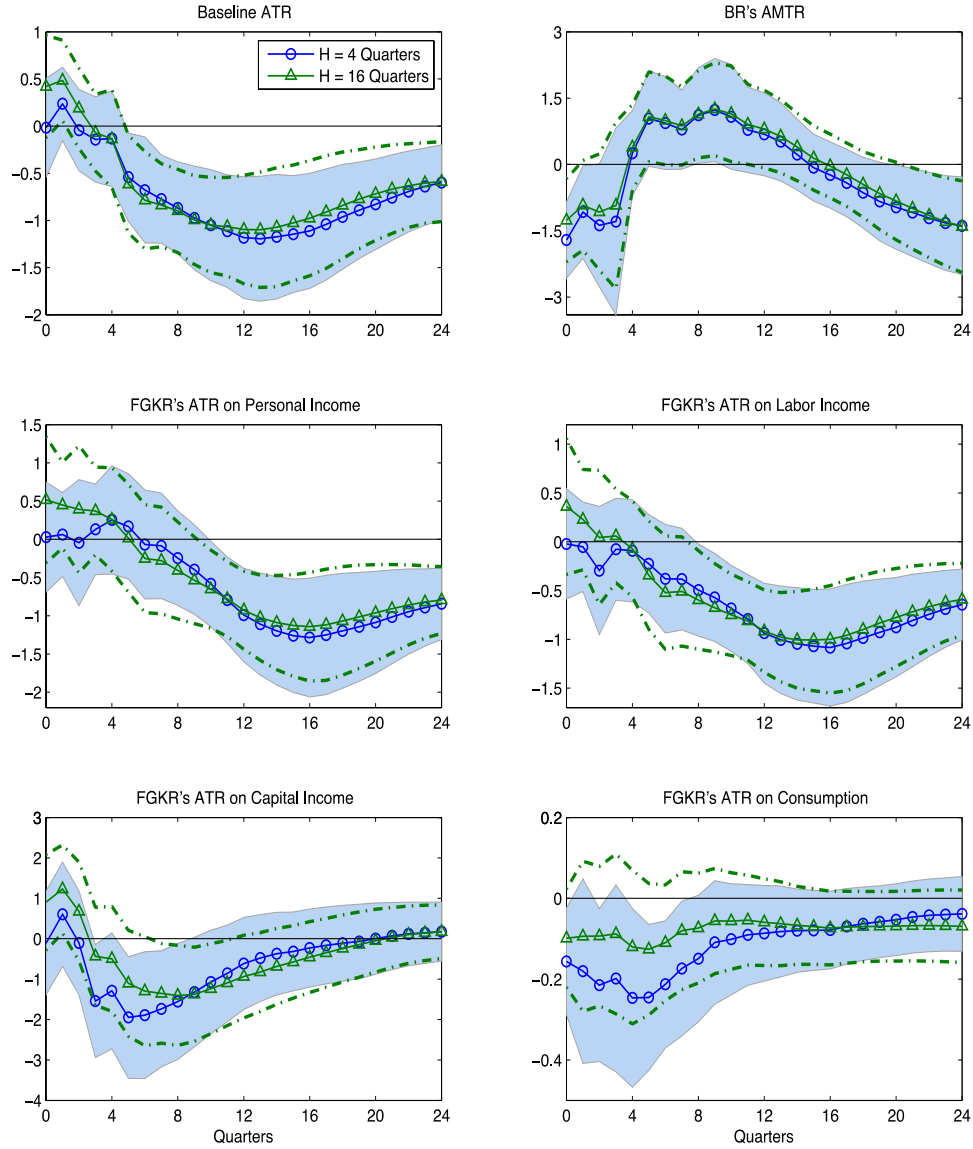 Baseline ATR
1
0.5
0
−0.5
−1
−1.5
−2
0 4 8 12 16 20 24
H = 4 Quarters
H = 16 Quarters
BR's AMTR
3
1.5
0
−1.5
−3
0 4 8 12 16 20 24
FGKR's ATR on Personal Income
1.5
1
0.5
0
−0.5
−1
−1.5
−2
0 4 8 12 16 20 24
FGKR's ATR on Labor Income
1
0.5
0
−0.5
−1
−1.5
0 4 8 12 16 20 24
FGKR's ATR on Capital Income
3
2
1
0
−1
−2
−3
−4
0 4 8 12 16 20 24
Quarters
FGKR's ATR on Consumption
0.2
0
−0.2
−0.4
0 4 8 12 16 20 24
Quarters